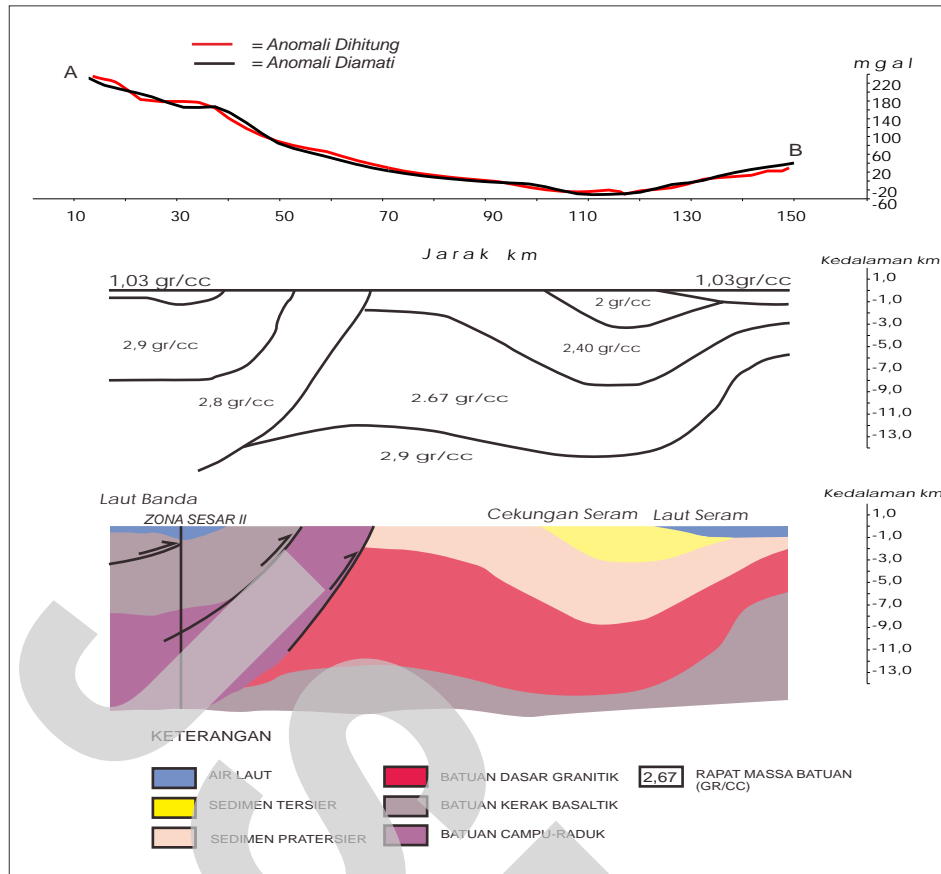 = Anomali Dihitung
= Anomali Diamati
A
B
mgal
220
180
140
100
60
20
-20
-60
10 30 50 70 90 110 130 150
Jarak km
Kedalaman km
1,03 gr/cc
1,03gr/cc
2 gr/cc
2,9 gr/cc
2,40 gr/cc
2,8 gr/cc
2.67 gr/cc
2,9 gr/cc
1,0
-1,0
-3,0
-5,0
-7,0
-9,0
-11,0
-13,0
Laut Banda
ZONA SESAR II
Cekungan Seram
Laut Seram
Kedalaman km
1,0
-1,0
-3,0
-5,0
-7,0
-9,0
-11,0
-13,0
KETERANGAN
AIR LAUT
SEDIMEN TERSIER
SEDIMEN PRATERSIER
BATUAN DASAR GRANITIK
BATUAN KERAK BASALTIK
BATUAN CAMPU-RADUK
2,67
RAPAT MASSA BATUAN
(GR/CC)